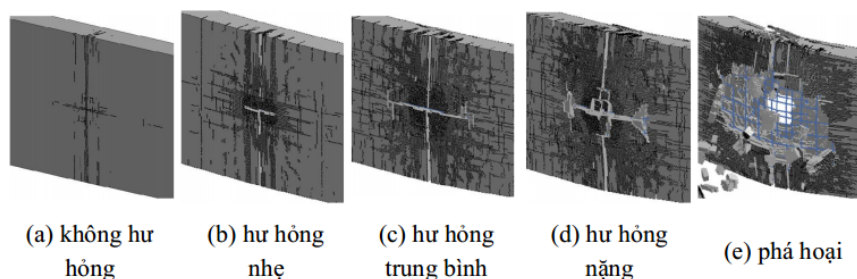 (a) không hư
hỏng
(b) hư hỏng
nhẹ
(c) hư hỏng
trung bình
(d) hư hỏng
nặng
(e) phá hoại